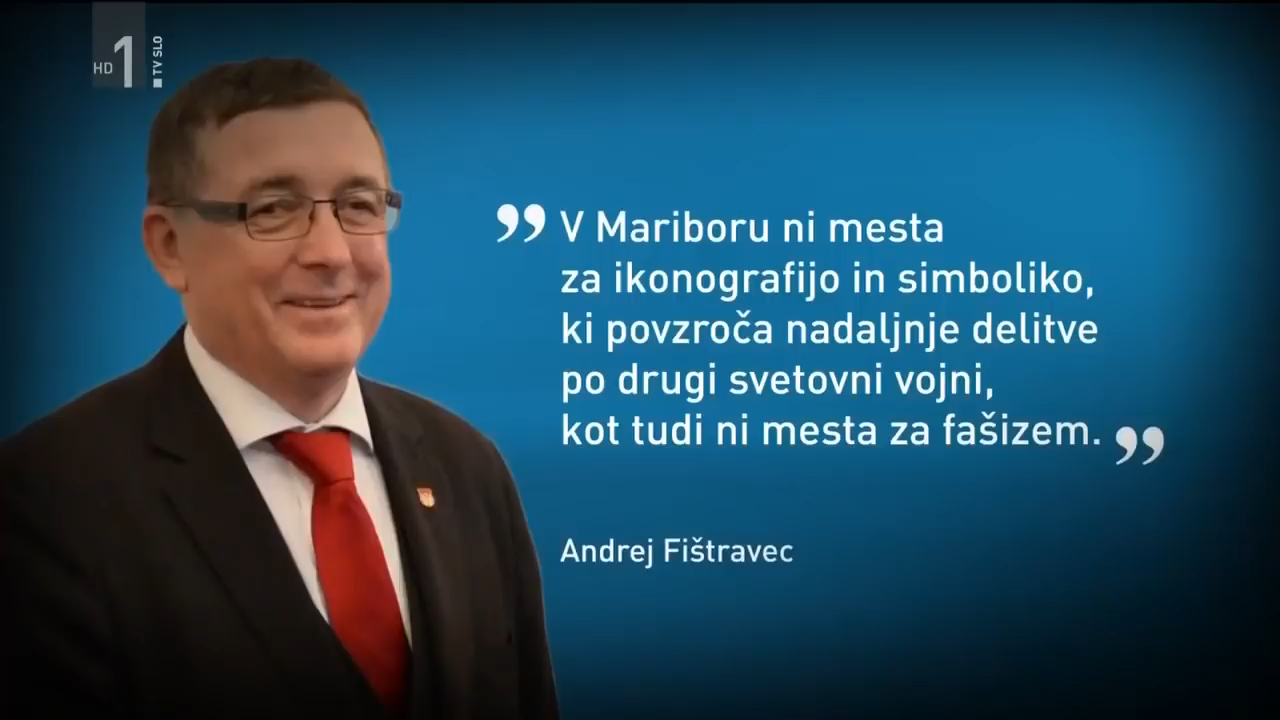 HD 1 TV SLO
”V Mariboru ni mesta
za ikonografijo in simboliko,
ki povzroča nadaljnje delitve
po drugi svetovni vojni,
kot tudi ni mesta za fašizem.”
Andrej Fištravec